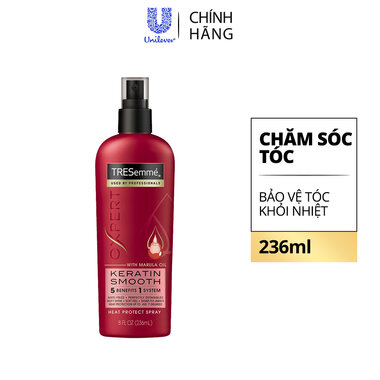 Unilever
CHÍNH
HÃNG
TRESemmé
USED BY PROFESSIONALS
EXPERT
WITH MARULA OIL
KERATIN
SMOOTH
5 BENEFITS 1 SYSTEM
HEAT PROTECT SPRAY
8 FL OZ (236mL)
CHĂM SÓC
TÓC
BẢO VỆ TÓC
KHỎI NHIỆT
236ml